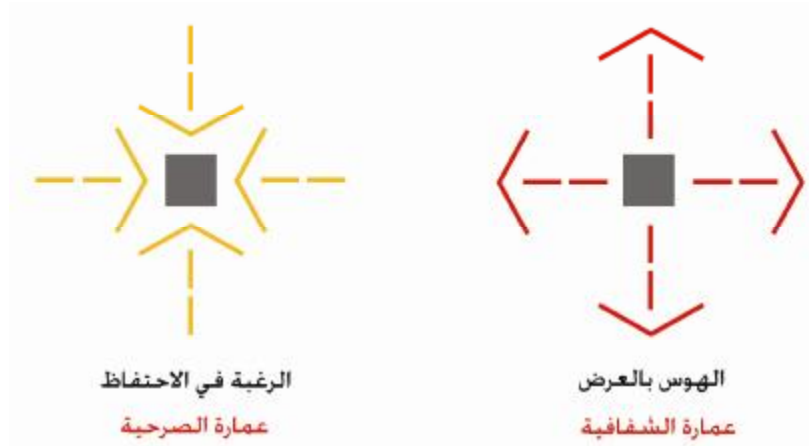 الهوس بالعرض
عمارة الشفافية
الرغبة في الاحتفاظ
عمارة الصرحية